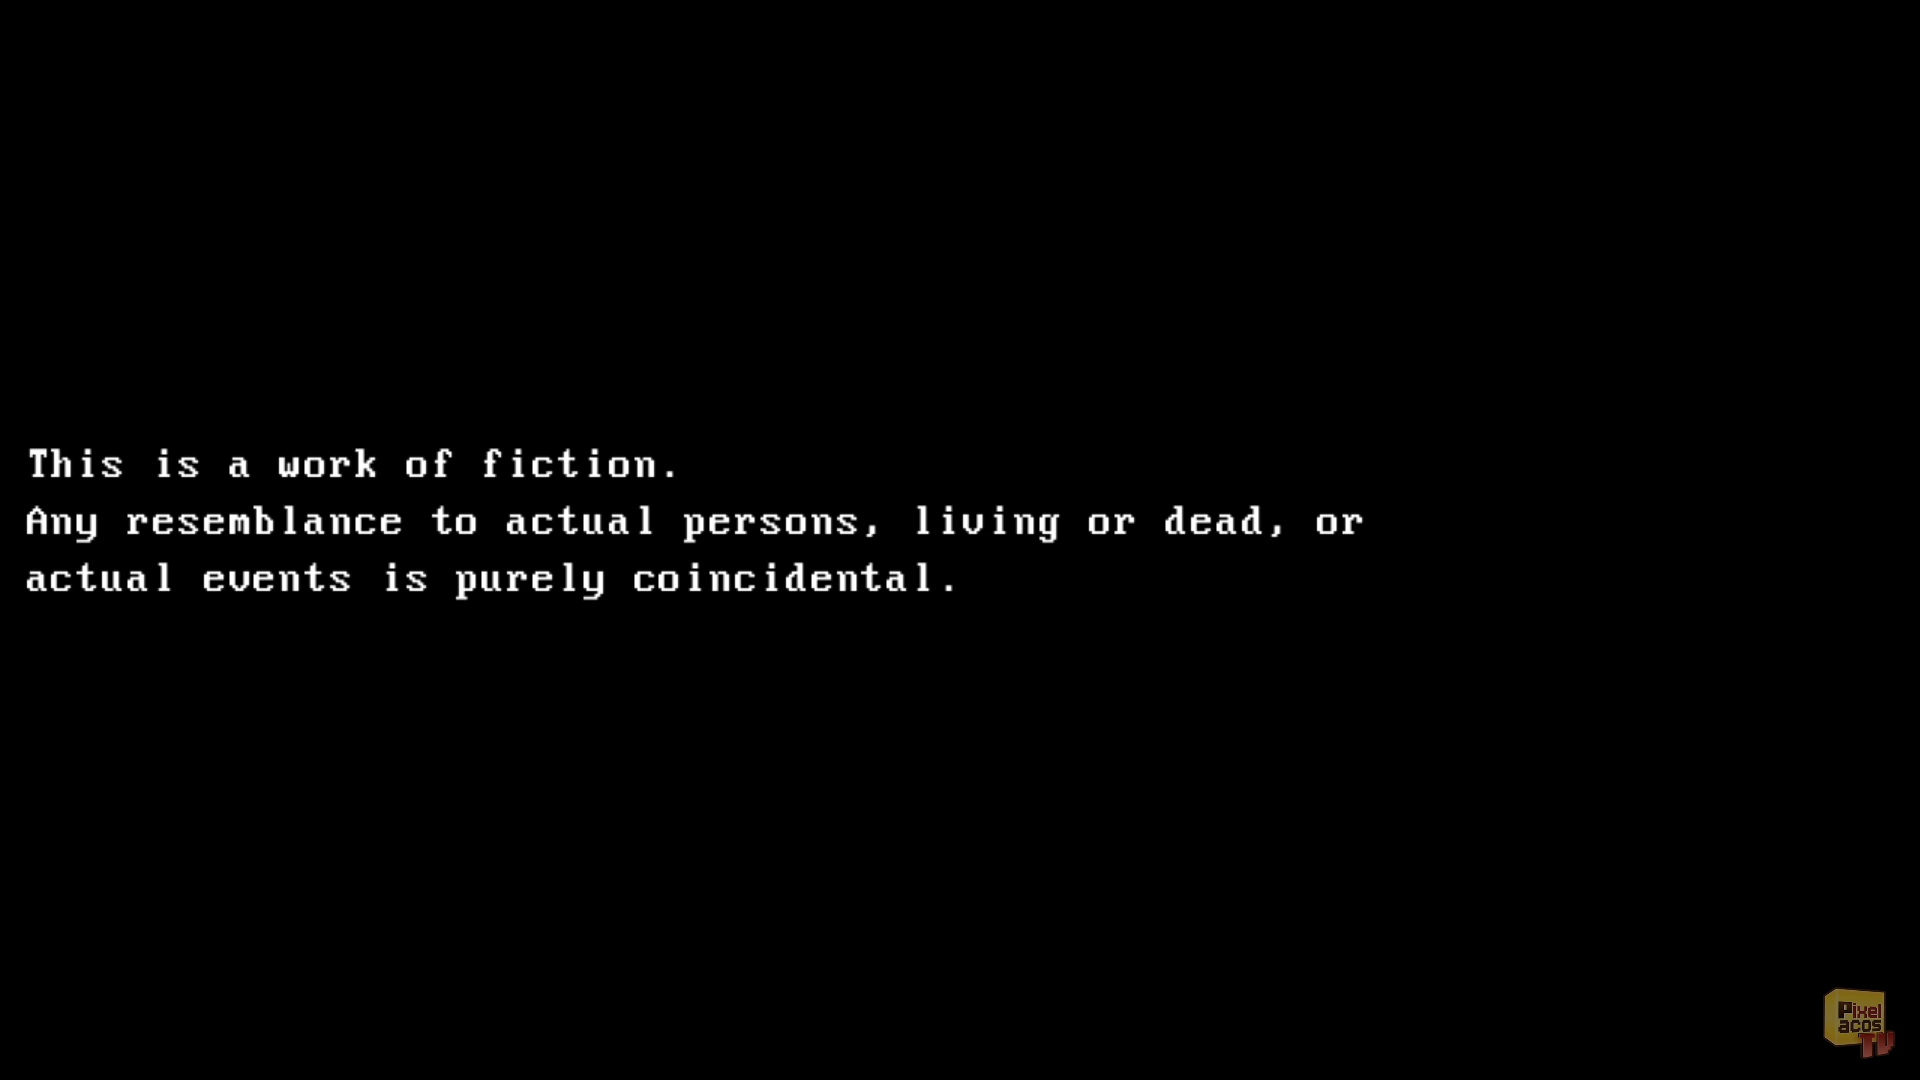 This is a work of fiction.
Any resemblance to actual persons, living or dead, or
actual events is purely coincidental.
Pixel
acos
TV